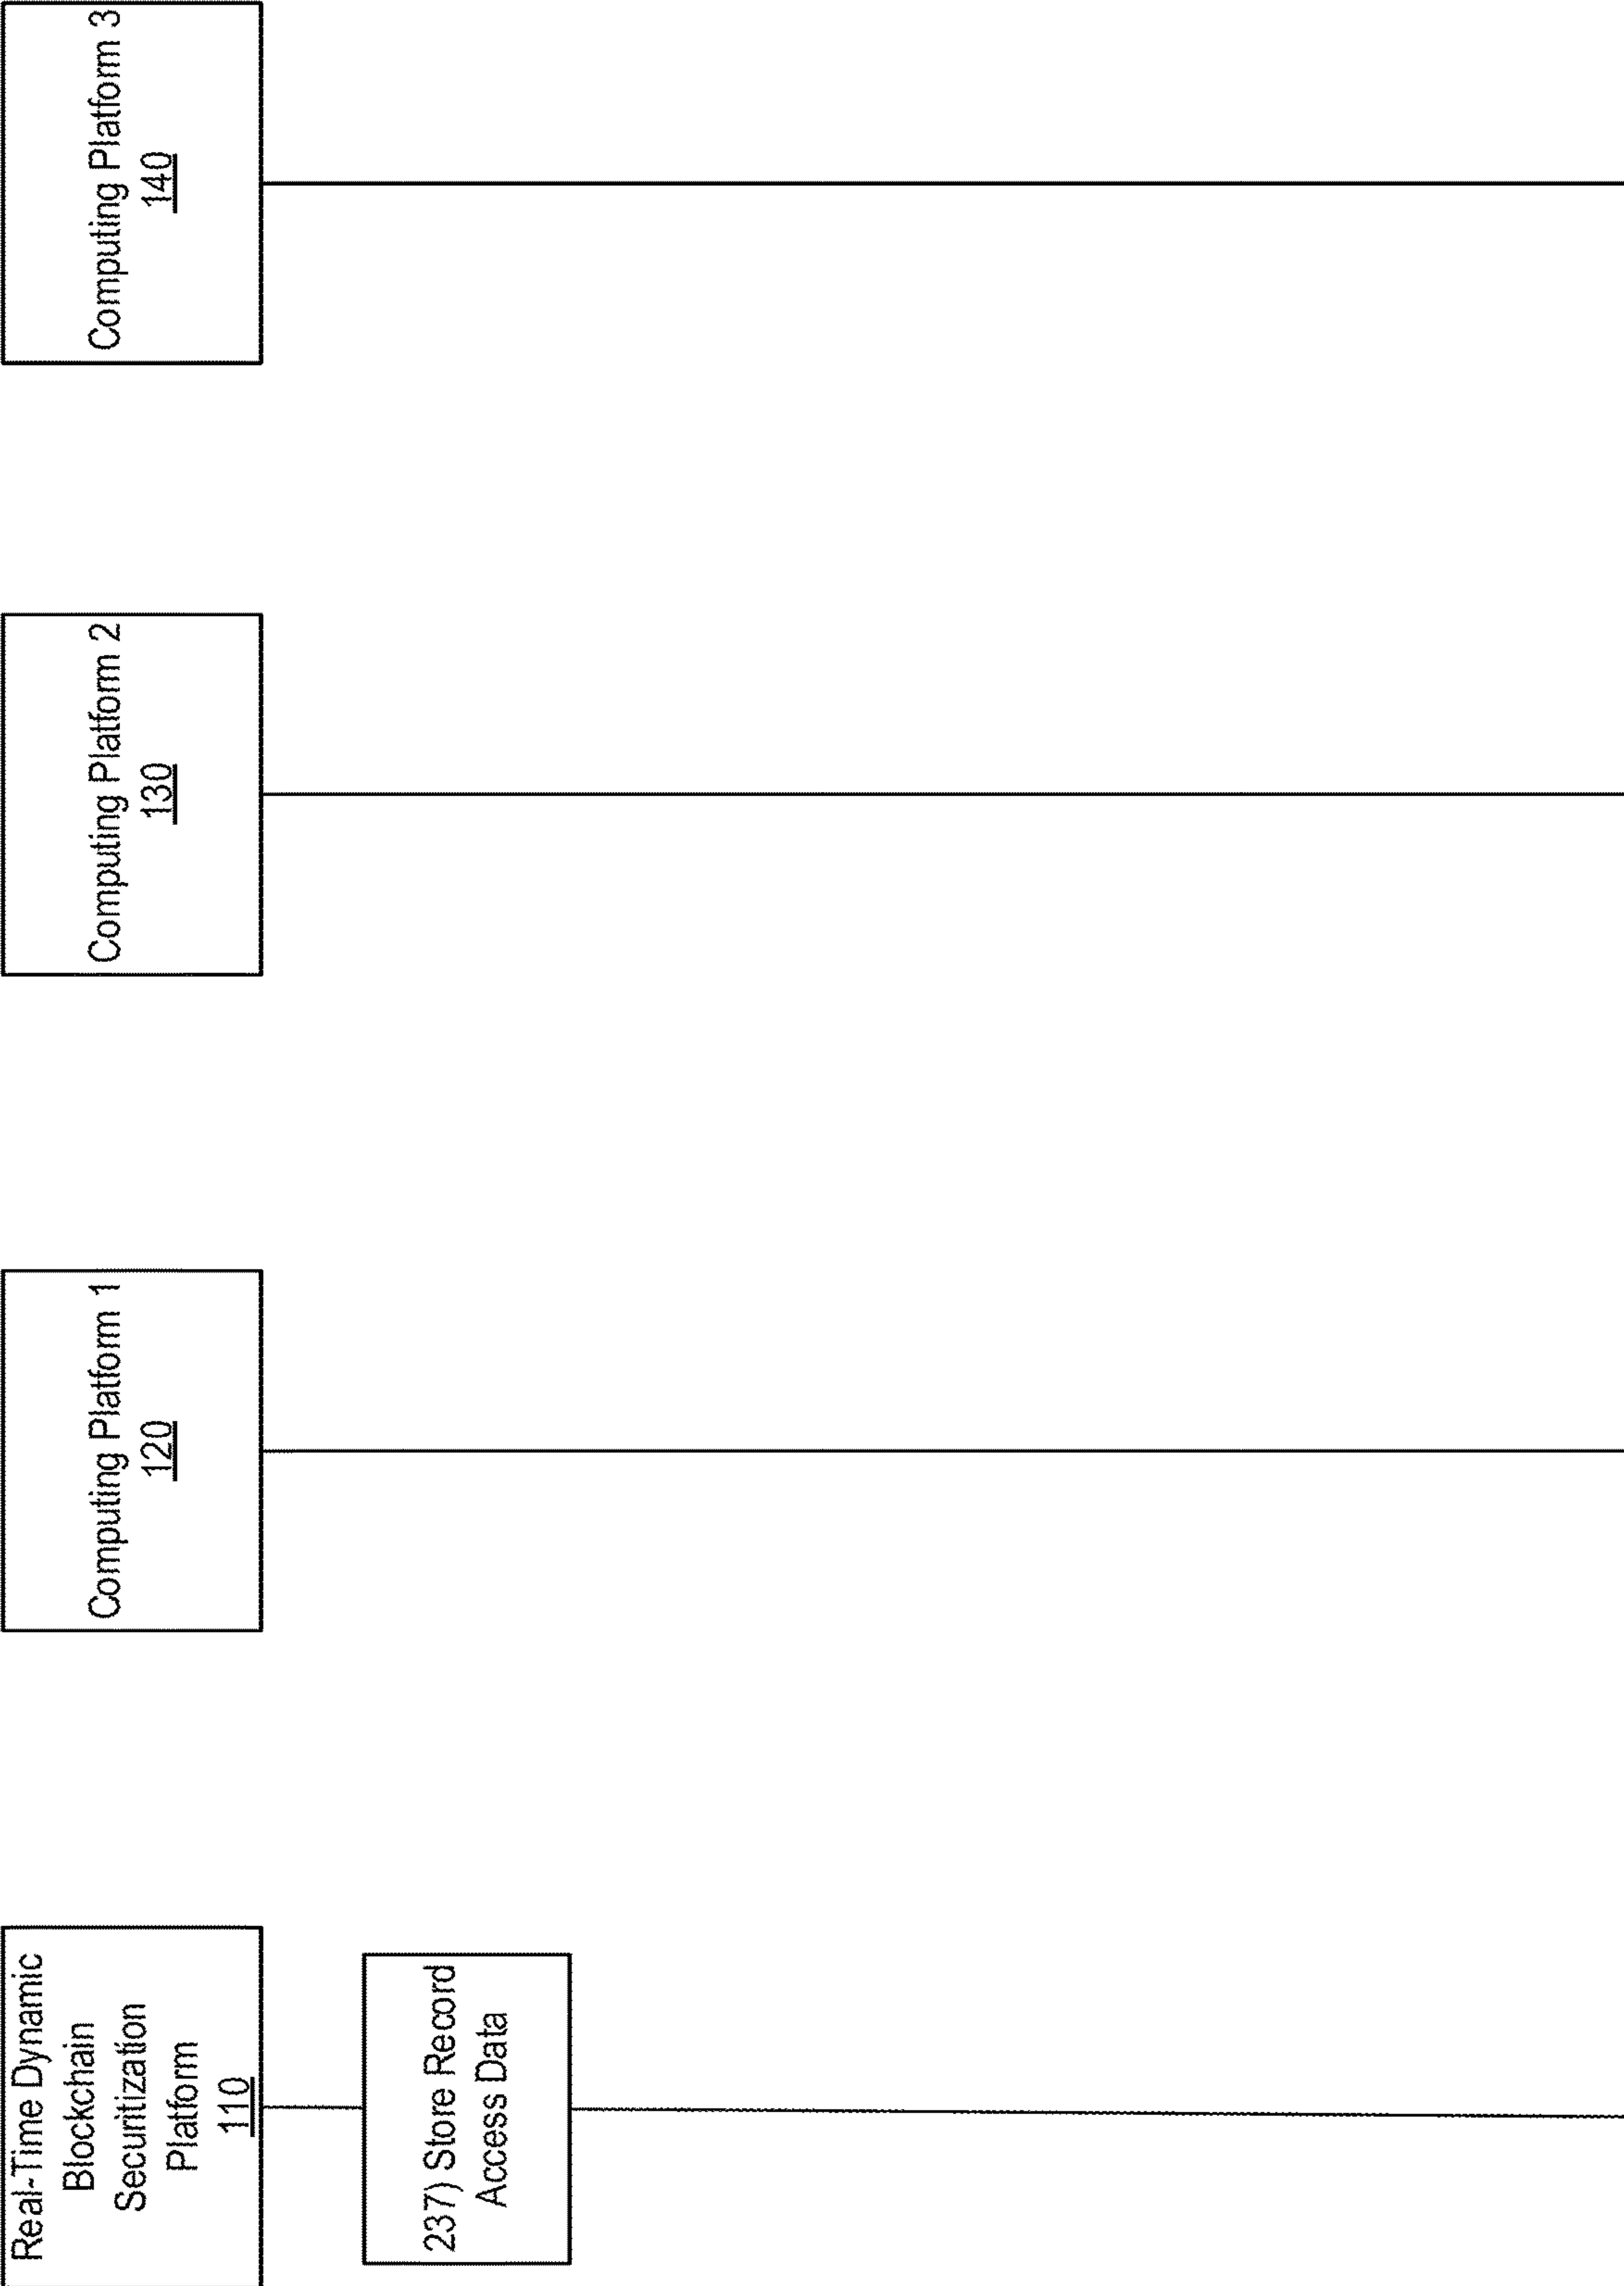 Real-Time Dynamic
Blockchain
Securitization
Platform
110
Computing Platform 1
120
Computing Platform 2
130
Computing Platform 3
140
237) Store Record
Access Data